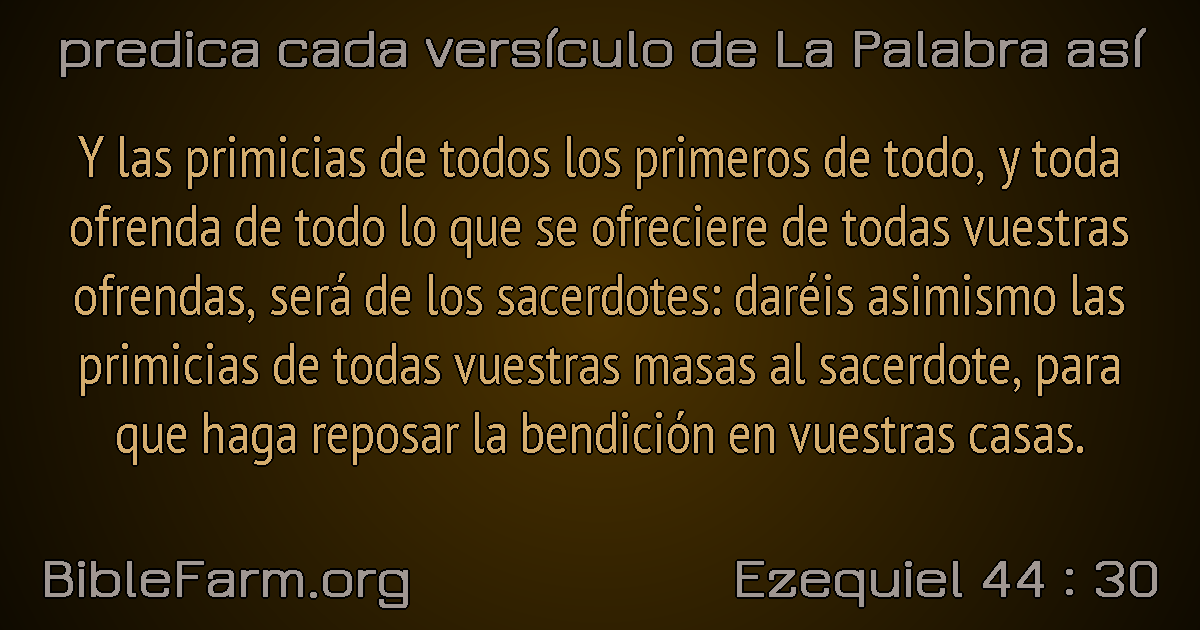 predica cada versículo de La Palabra así
Y las primicias de todos los primeros de todo, y toda
ofrenda de todo lo que se ofreciere de todas vuestras
ofrendas, será de los sacerdotes: daréis asimismo las
primicias de todas vuestras masas al sacerdote, para
que haga reposar la bendición en vuestras casas.
BibleFarm.org
Ezequiel 44 : 30